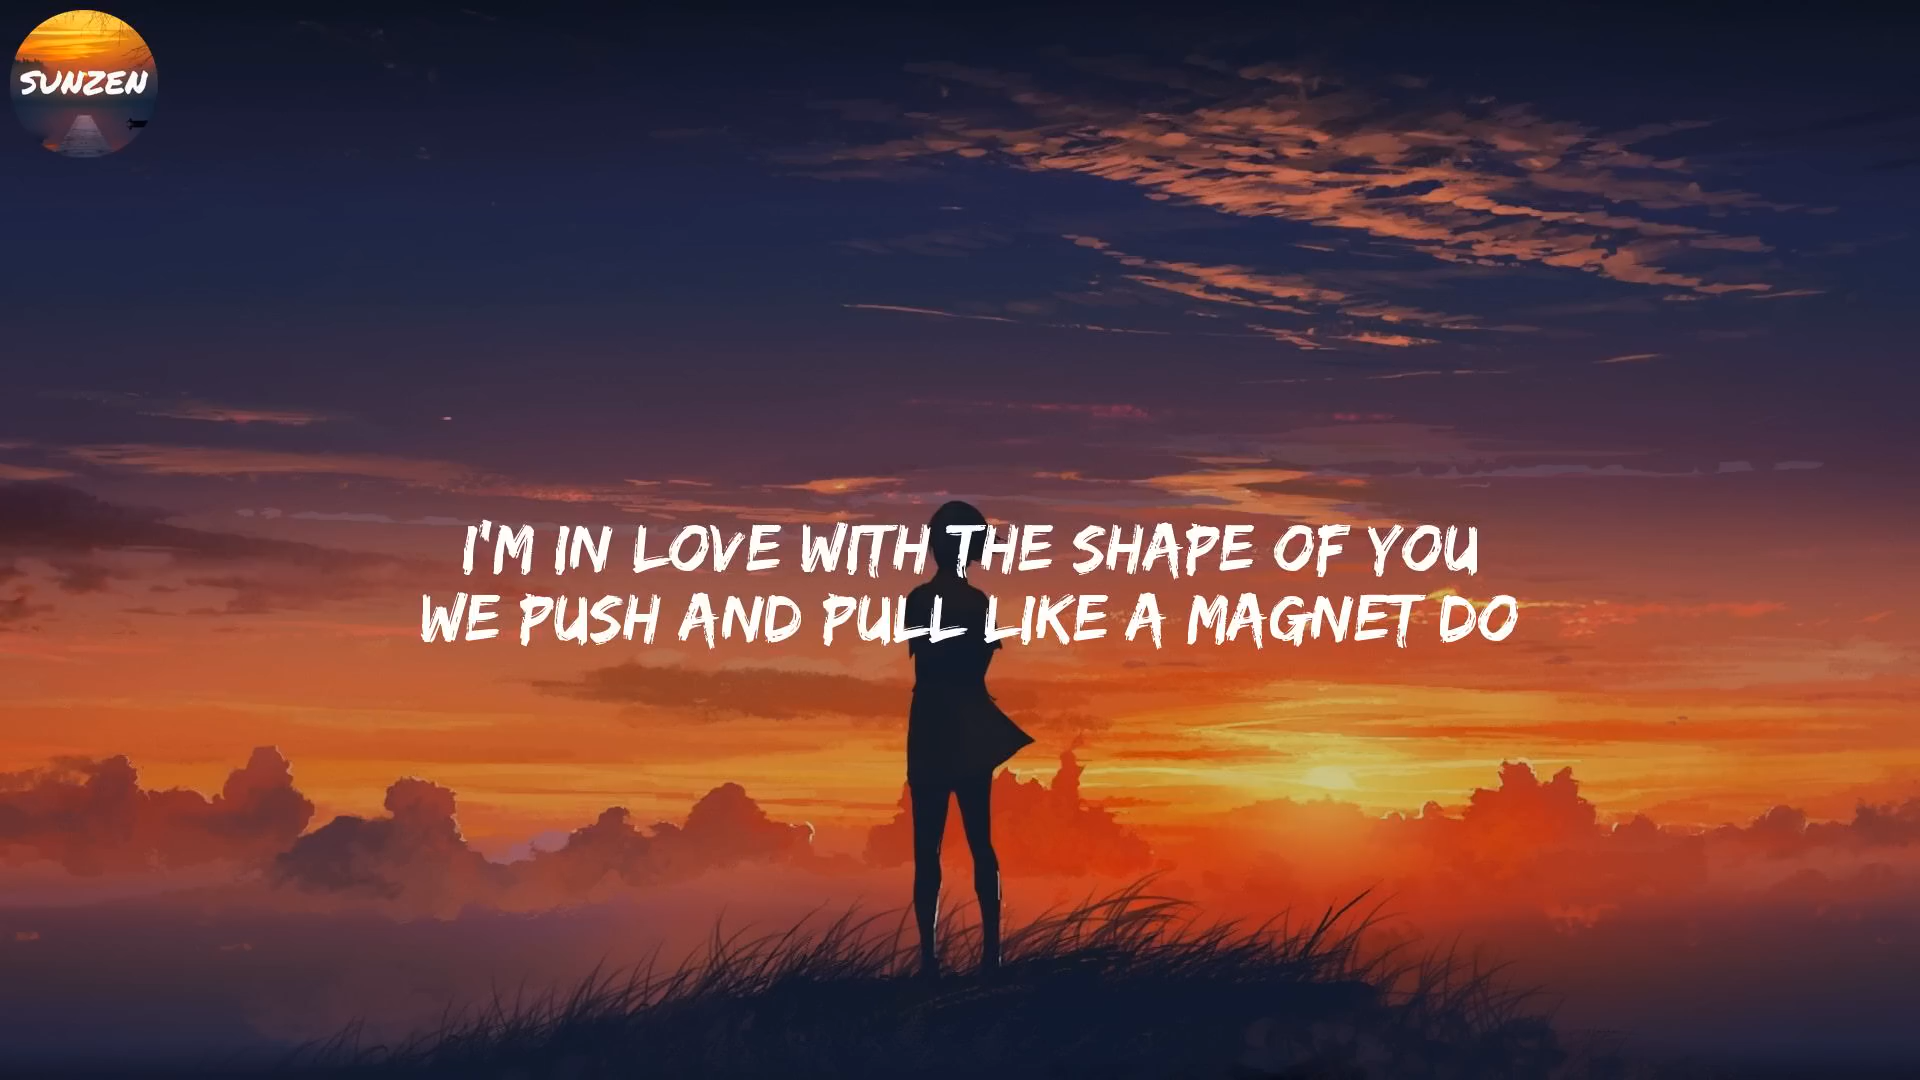 SUNZEN
I'M IN LOVE WITH THE SHAPE OF YOU
WE PUSH AND PULL LIKE A MAGNET DO